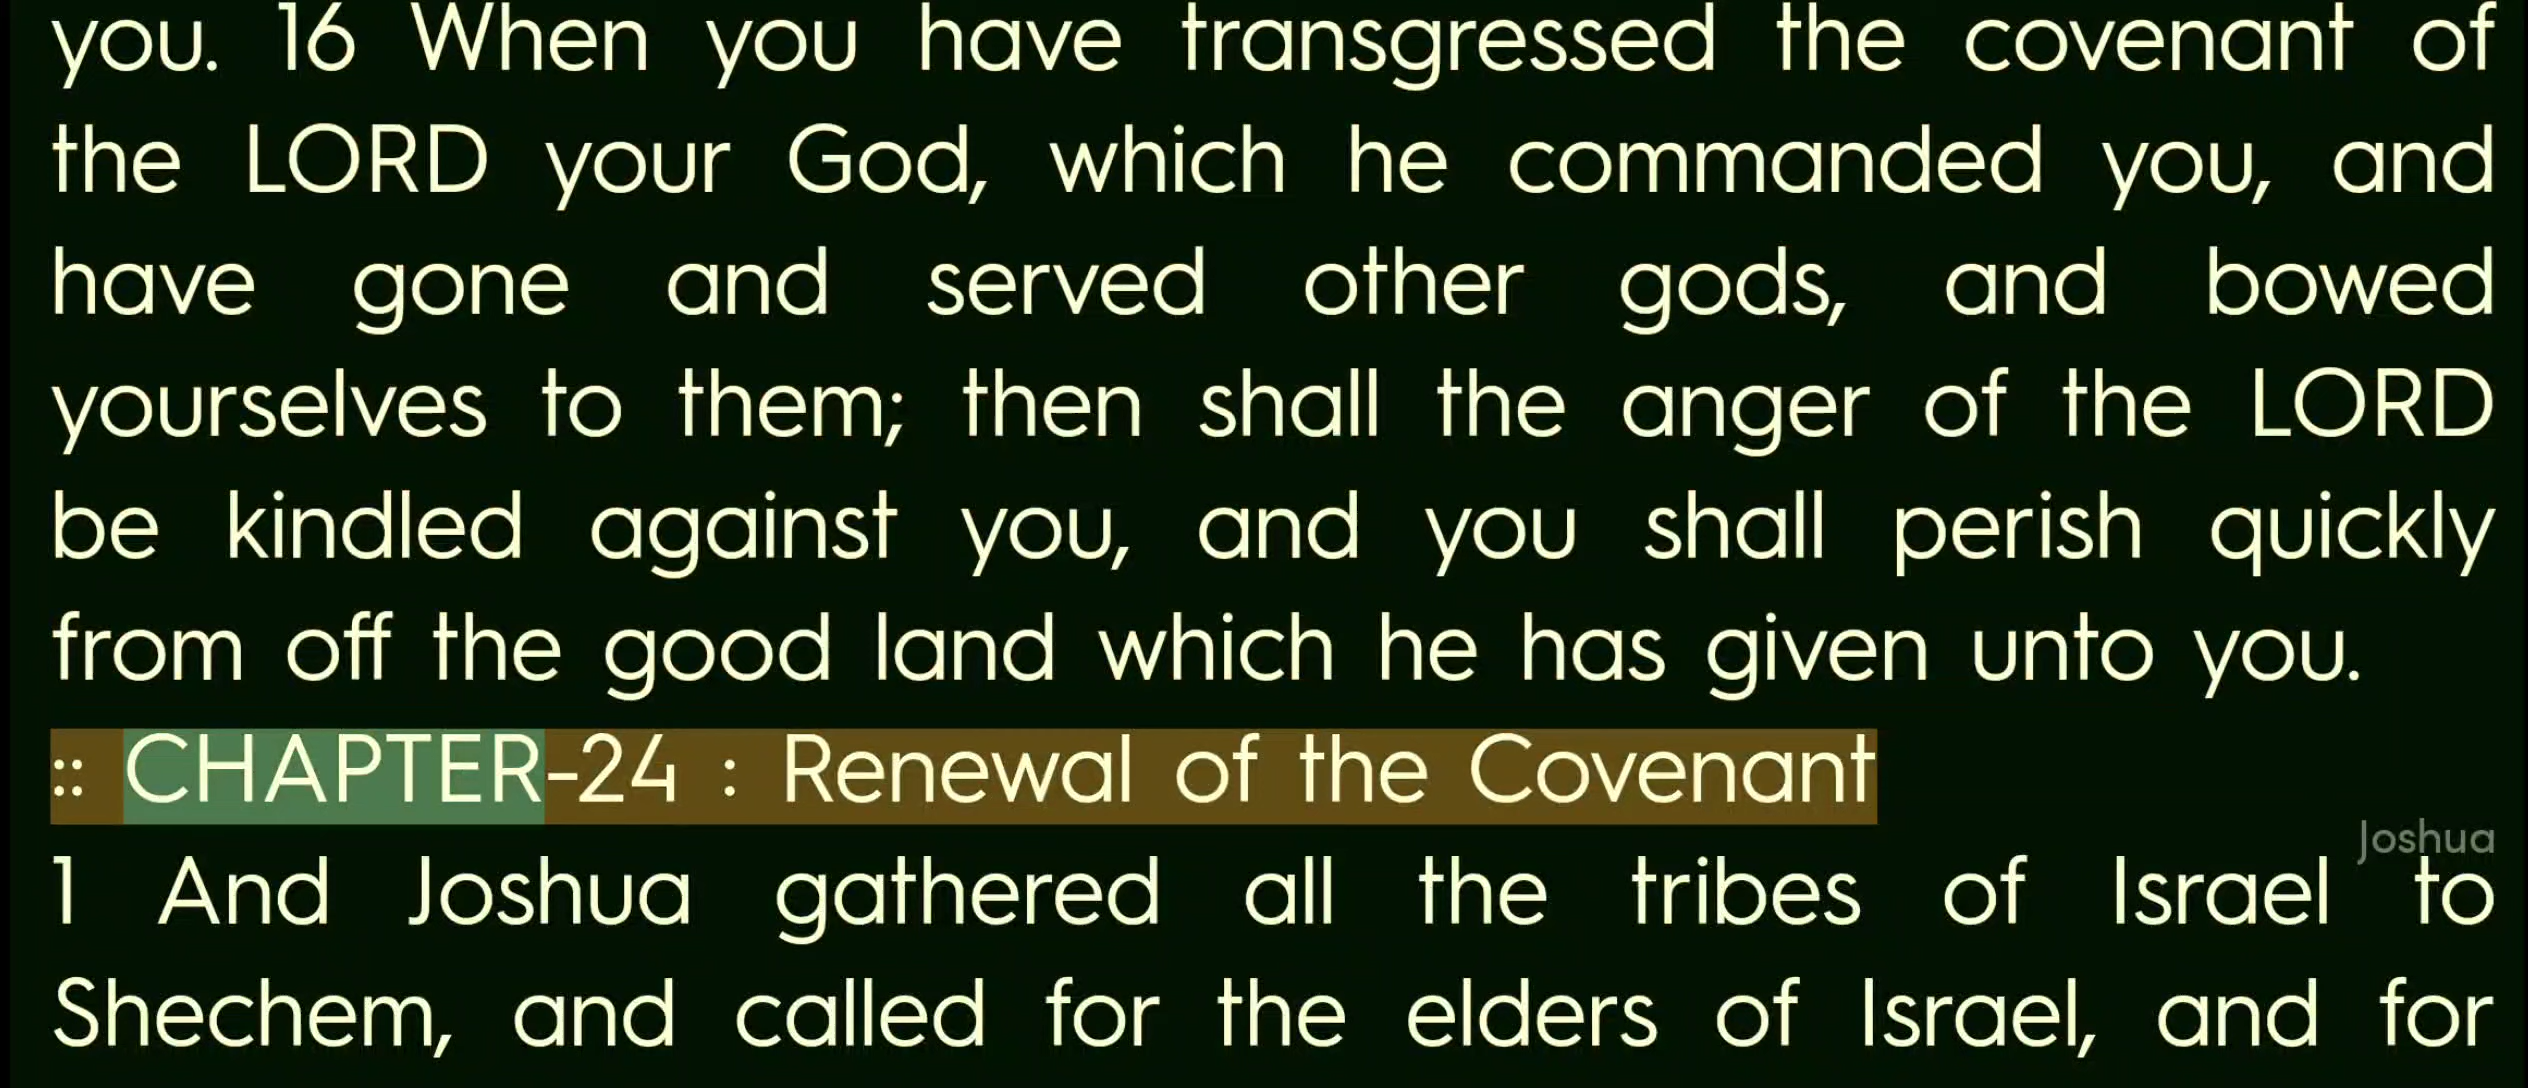 you. 16 When you have transgressed the covenant of
the LORD your God, which he commanded you, and
have gone and served other gods, and bowed
yourselves to them; then shall the anger of the LORD
be kindled against you, and you shall perish quickly
from off the good land which he has given unto you.
:: CHAPTER-24 : Renewal of the Covenant
Joshua
1 And Joshua gathered all the tribes of Israel to
Shechem, and called for the elders of Israel, and for